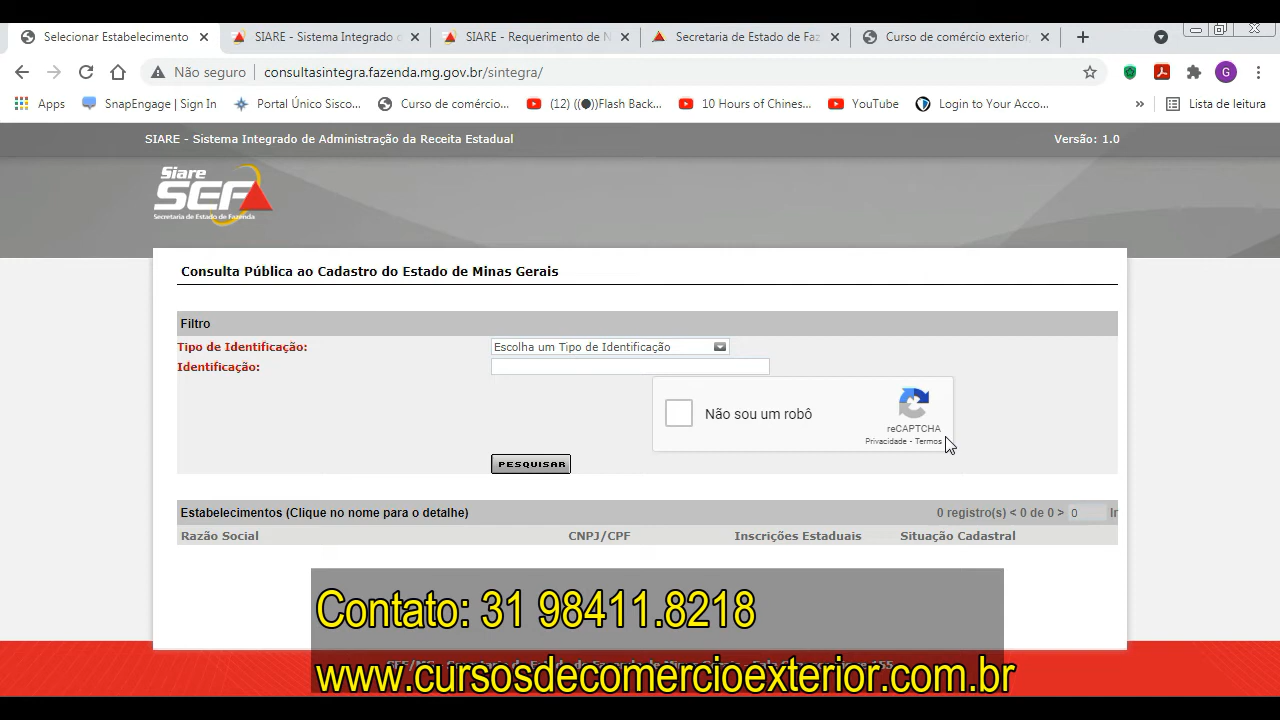 Selecionar Estabelecimento
SIARE - Sistema Integrado d
SIARE - Requerimento de N
Secretaria de Estado de Faz
Curso de comércio exterior,
Não seguro
consultasintegra.fazenda.mg.gov.br/sintegra/
G
Apps
SnapEngage | Sign In
Portal Único Sisco...
Curso de comércio...
(12) ((●))Flash Back...
10 Hours of Chines...
YouTube
Login to Your Acco...
»
Lista de leitura
SIARE - Sistema Integrado de Administração da Receita Estadual
Versão: 1.0
Siare
SEF
Secretaria de Estado de Fazenda
Consulta Pública ao Cadastro do Estado de Minas Gerais
Filtro
Tipo de Identificação:
Escolha um Tipo de Identificação
Identificação:
Não sou um robô
reCAPTCHA
Privacidade - Termos
PESQUISAR
Estabelecimentos (Clique no nome para o detalhe)
0 registro(s) < 0 de 0 > 0 Ir
Razão Social
CNPJ/CPF
Inscrições Estaduais
Situação Cadastral
Contato: 31 98411.8218
www.cursosdecomercioexterior.com.br